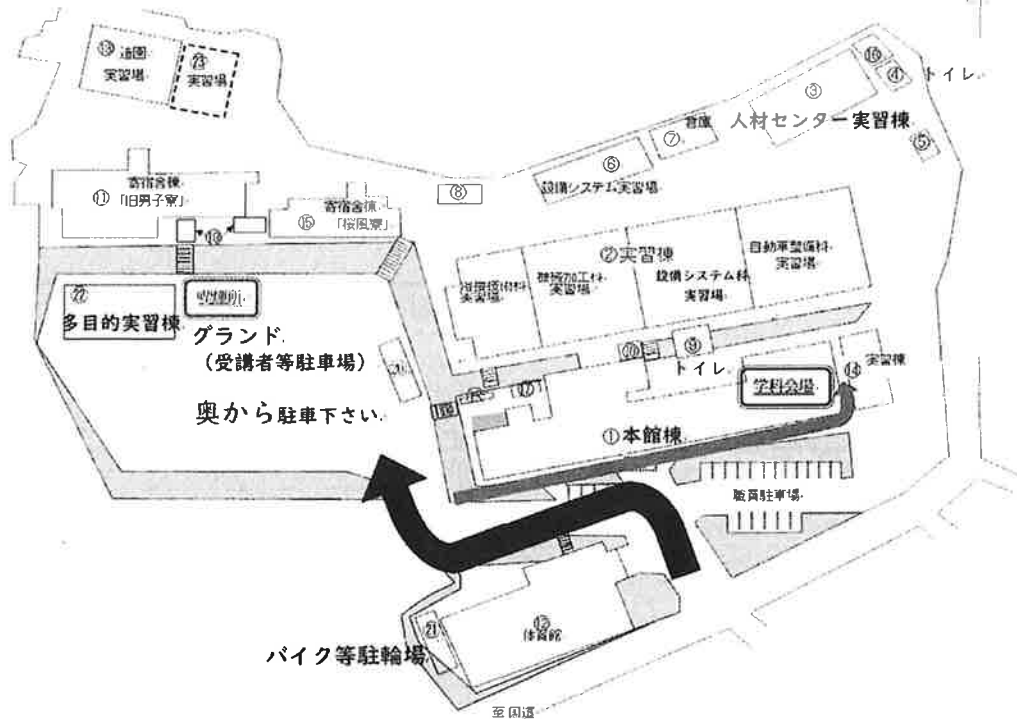 ⑲造園
実習場
㉓
実習場
⑯
④
トイレ
③
人材センター実習棟
倉庫
⑦
⑤
⑥
設備システム実習場
⑧
寄宿舎棟
⑪「旧男子寮」
寄宿舎棟
⑮「桜風寮」
⑩
②実習棟
自動車整備科
実習場
設備システム科
実習場
機械加工科
実習場
実習場
㉒
多目的実習棟
グランド
(受講者等駐車場)
奥から駐車下さい
⑨
トイレ
⑰
学科会場
⑭
実習棟
①本館棟
職員駐車場
⑫
体育館
㉑
バイク等駐輪場
至国道